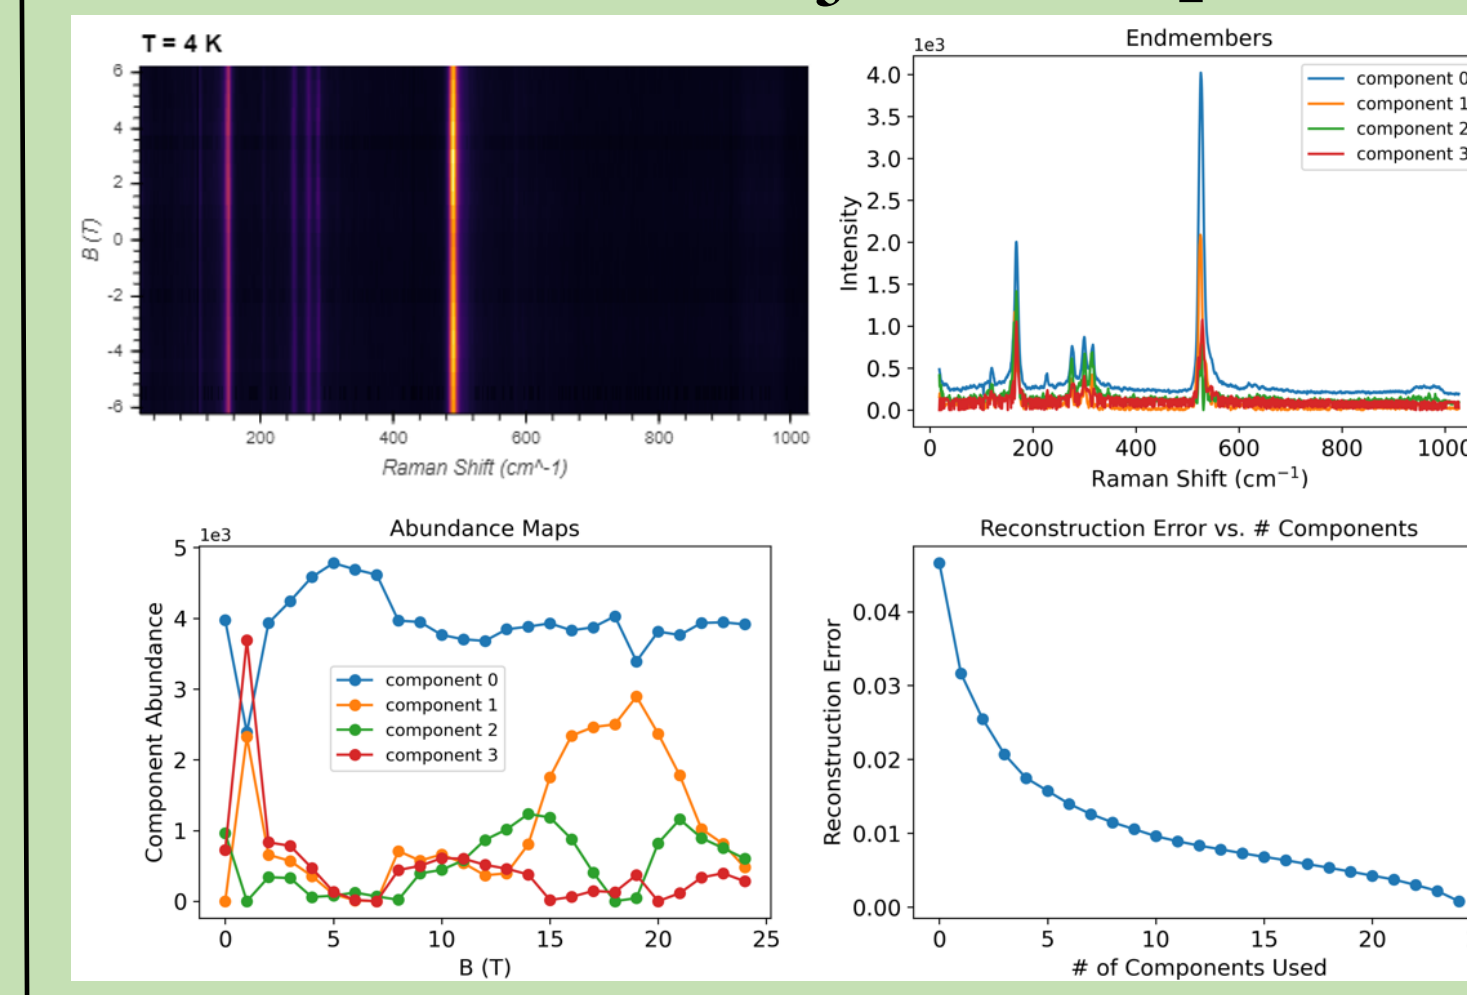 T = 4 K
6
4
2
0
-2
-4
-6
B (T)
200 400 600 800 1000
Raman Shift (cm^-1)
Endmembers
1e3
4.0
3.5
3.0
2.5
2.0
1.5
1.0
0.5
0.0
Intensity
component 0
component 1
component 2
component 3
0 200 400 600 800 1000
Raman Shift (cm⁻¹)
Abundance Maps
1e3
5
4
3
2
1
0
Component Abundance
component 0
component 1
component 2
component 3
0 5 10 15 20 25
B (T)
Reconstruction Error vs. # Components
0.04
0.03
0.02
0.01
0.00
Reconstruction Error
0 5 10 15 20
# of Components Used